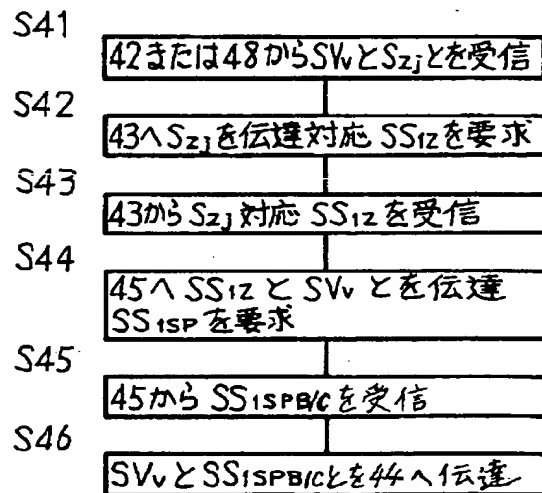 S41
42または48からSVvとSzjとを受信
S42
43へSzjを伝達対応 SS1Zを要求
S43
43からSzj対応 SS1Zを受信
S44
45へSS1ZとSVvとを伝達
SS1SPを要求
S45
45からSS1SPB/Cを受信
S46
SVvとSS1SPB/Cとを44へ伝達